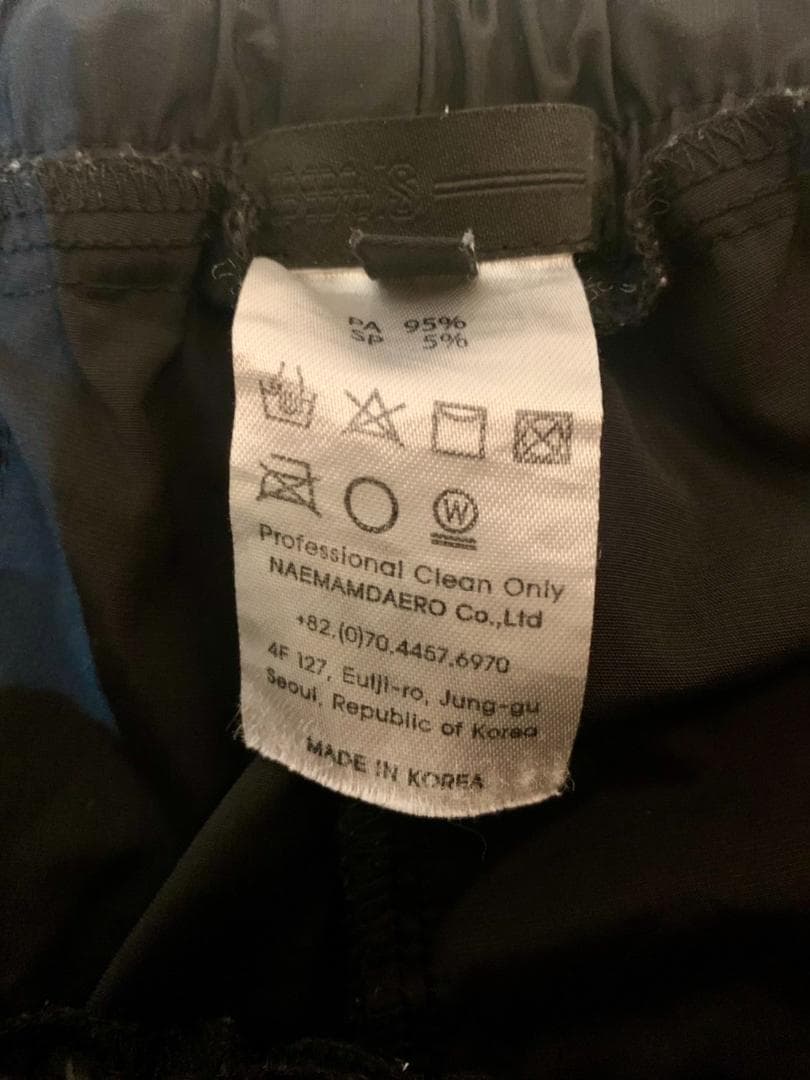 PA 95%
SP 5%
W
Professional Clean Only
NAEMAMDAERO Co.,Ltd
+82.(0)70.4457.6970
4F 127, Eulji-ro, Jung-gu
Seoul, Republic of Korea
MADE IN KOREA